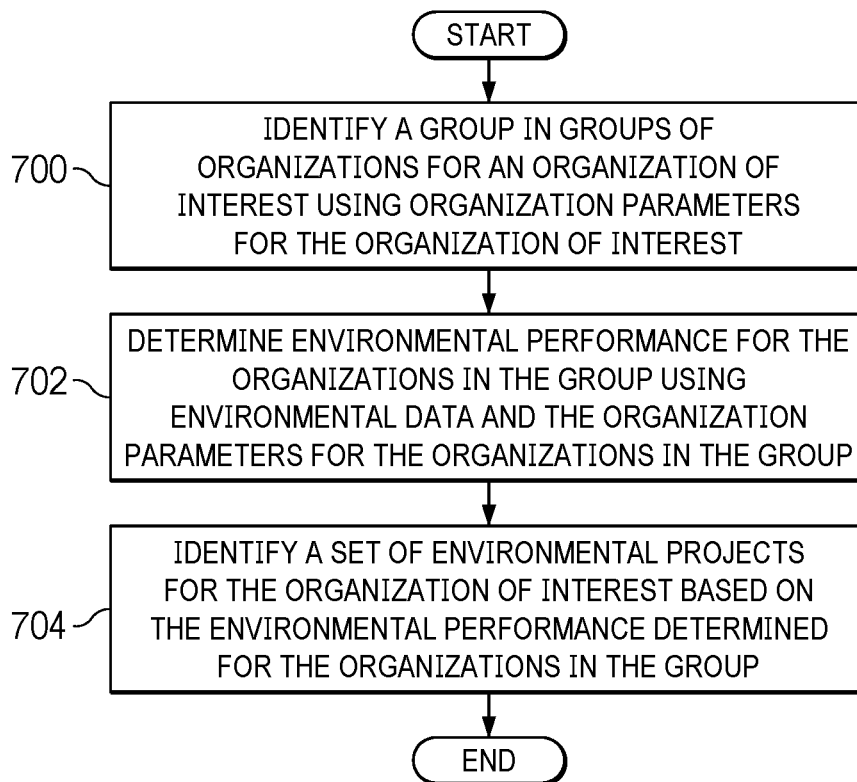 START
IDENTIFY A GROUP IN GROUPS OF
ORGANIZATIONS FOR AN ORGANIZATION OF
INTEREST USING ORGANIZATION PARAMETERS
FOR THE ORGANIZATION OF INTEREST
700
DETERMINE ENVIRONMENTAL PERFORMANCE FOR THE
ORGANIZATIONS IN THE GROUP USING
ENVIRONMENTAL DATA AND THE ORGANIZATION
PARAMETERS FOR THE ORGANIZATIONS IN THE GROUP
702
IDENTIFY A SET OF ENVIRONMENTAL PROJECTS
FOR THE ORGANIZATION OF INTEREST BASED ON
THE ENVIRONMENTAL PERFORMANCE DETERMINED
FOR THE ORGANIZATIONS IN THE GROUP
704
END